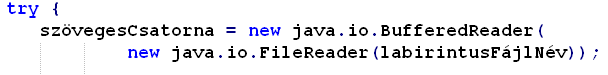 try {
szövegesCsatorna = new java.io.BufferedReader(
new java.io.FileReader(labirintusFájlNév));